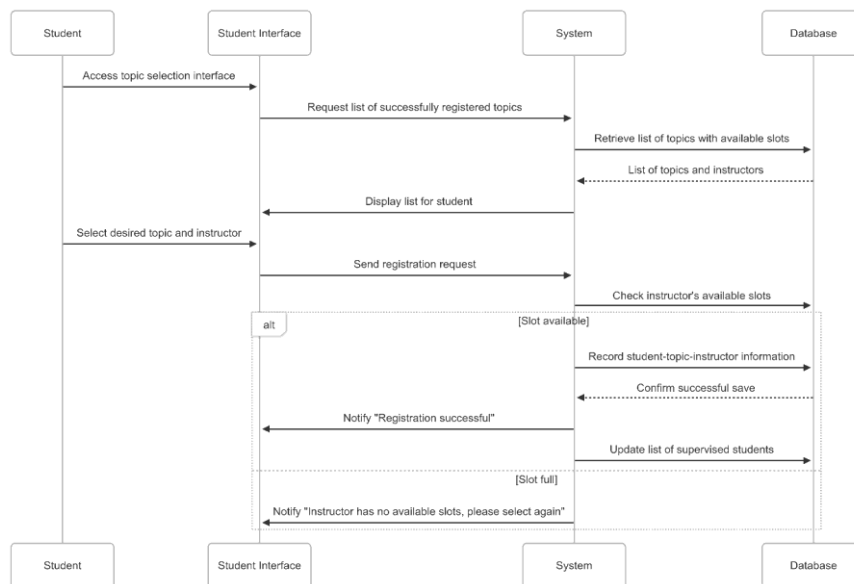 Student
Student Interface
System
Database
Access topic selection interface
Request list of successfully registered topics
Retrieve list of topics with available slots
List of topics and instructors
Display list for student
Select desired topic and instructor
Send registration request
Check instructor's available slots
alt
[Slot available]
Record student-topic-instructor information
Confirm successful save
Notify "Registration successful"
Update list of supervised students
[Slot full]
Notify "Instructor has no available slots, please select again"
Student
Student Interface
System
Database